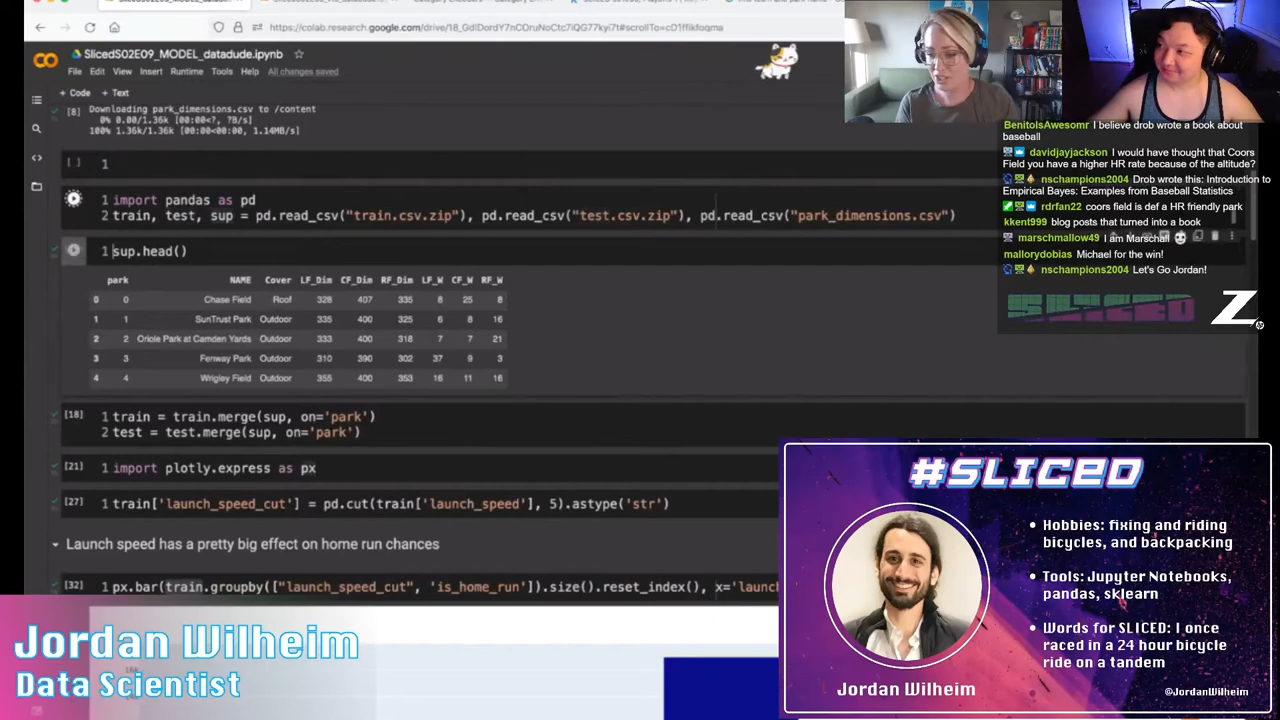 https://colab.research.google.com/drive/
SlicedS02E09_MODEL_datada.ipynb
File Edit View Insert Runtime Tools Help All changes saved
+ Code + Text
[8] Downloading park_dimensions.csv to /content
0% 0.00/1.36k [00:00<?, ?B/s]
100% 1.36k/1.36k [00:00<00:00, 1.14MB/s]
[ ] 1
1 import pandas as pd
2 train, test, sup = pd.read_csv("train.csv.zip"), pd.read_csv("test.csv.zip"), pd.read_csv("park_dimensions.csv")
1 sup.head()
park NAME Cover LF_Dim CF_Dim RF_Dim LF_W CF_W RF_W
0 0 Chase Field Roof 328 407 335 8 25 8
1 1 SunTrust Park Outdoor 335 400 325 6 8 16
2 2 Oriole Park at Camden Yards Outdoor 333 400 318 7 7 21
3 3 Fenway Park Outdoor 310 390 302 37 9 3
4 4 Wrigley Field Outdoor 355 400 353 16 11 16
[18] 1 train = train.merge(sup, on='park')
2 test = test.merge(sup, on='park')
[21] 1 import plotly.express as px
[27] 1 train['launch_speed_cut'] = pd.cut(train['launch_speed'], 5).astype('str')
Launch speed has a pretty big effect on home run chances
[32] 1 px.bar(train.grupby(["launch_speed_cut", 'is_home_run']).size().reset_index(), x='launc
16k
BenitoIsAwesomr I believe drob wrote a book about
baseball
davidjayjackson I would have thought that Coors
Field you have a higher HR rate because of the altitude?
nschampions2004 Drob wrote this: Introduction to
Empirical Bayes: Examples from Baseball Statistics
rdrfan22 coors field is def a HR friendly park
kkent999 blog posts that turned into a book
marschmallow49 I am Marschall
mallorydobias Michael for the win!
nschampions2004 Let's Go Jordan!
SLICED Z
#SLICED
Jordan Wilheim
• Hobbies: fixing and riding
bicycles, and backpacking
• Tools: Jupyter Notebooks,
pandas, sklearn
• Words for SLICED: I once
raced in a 24 hour bicycle
ride on a tandem
@JordanWilheim
Jordan Wilheim
Data Scientist